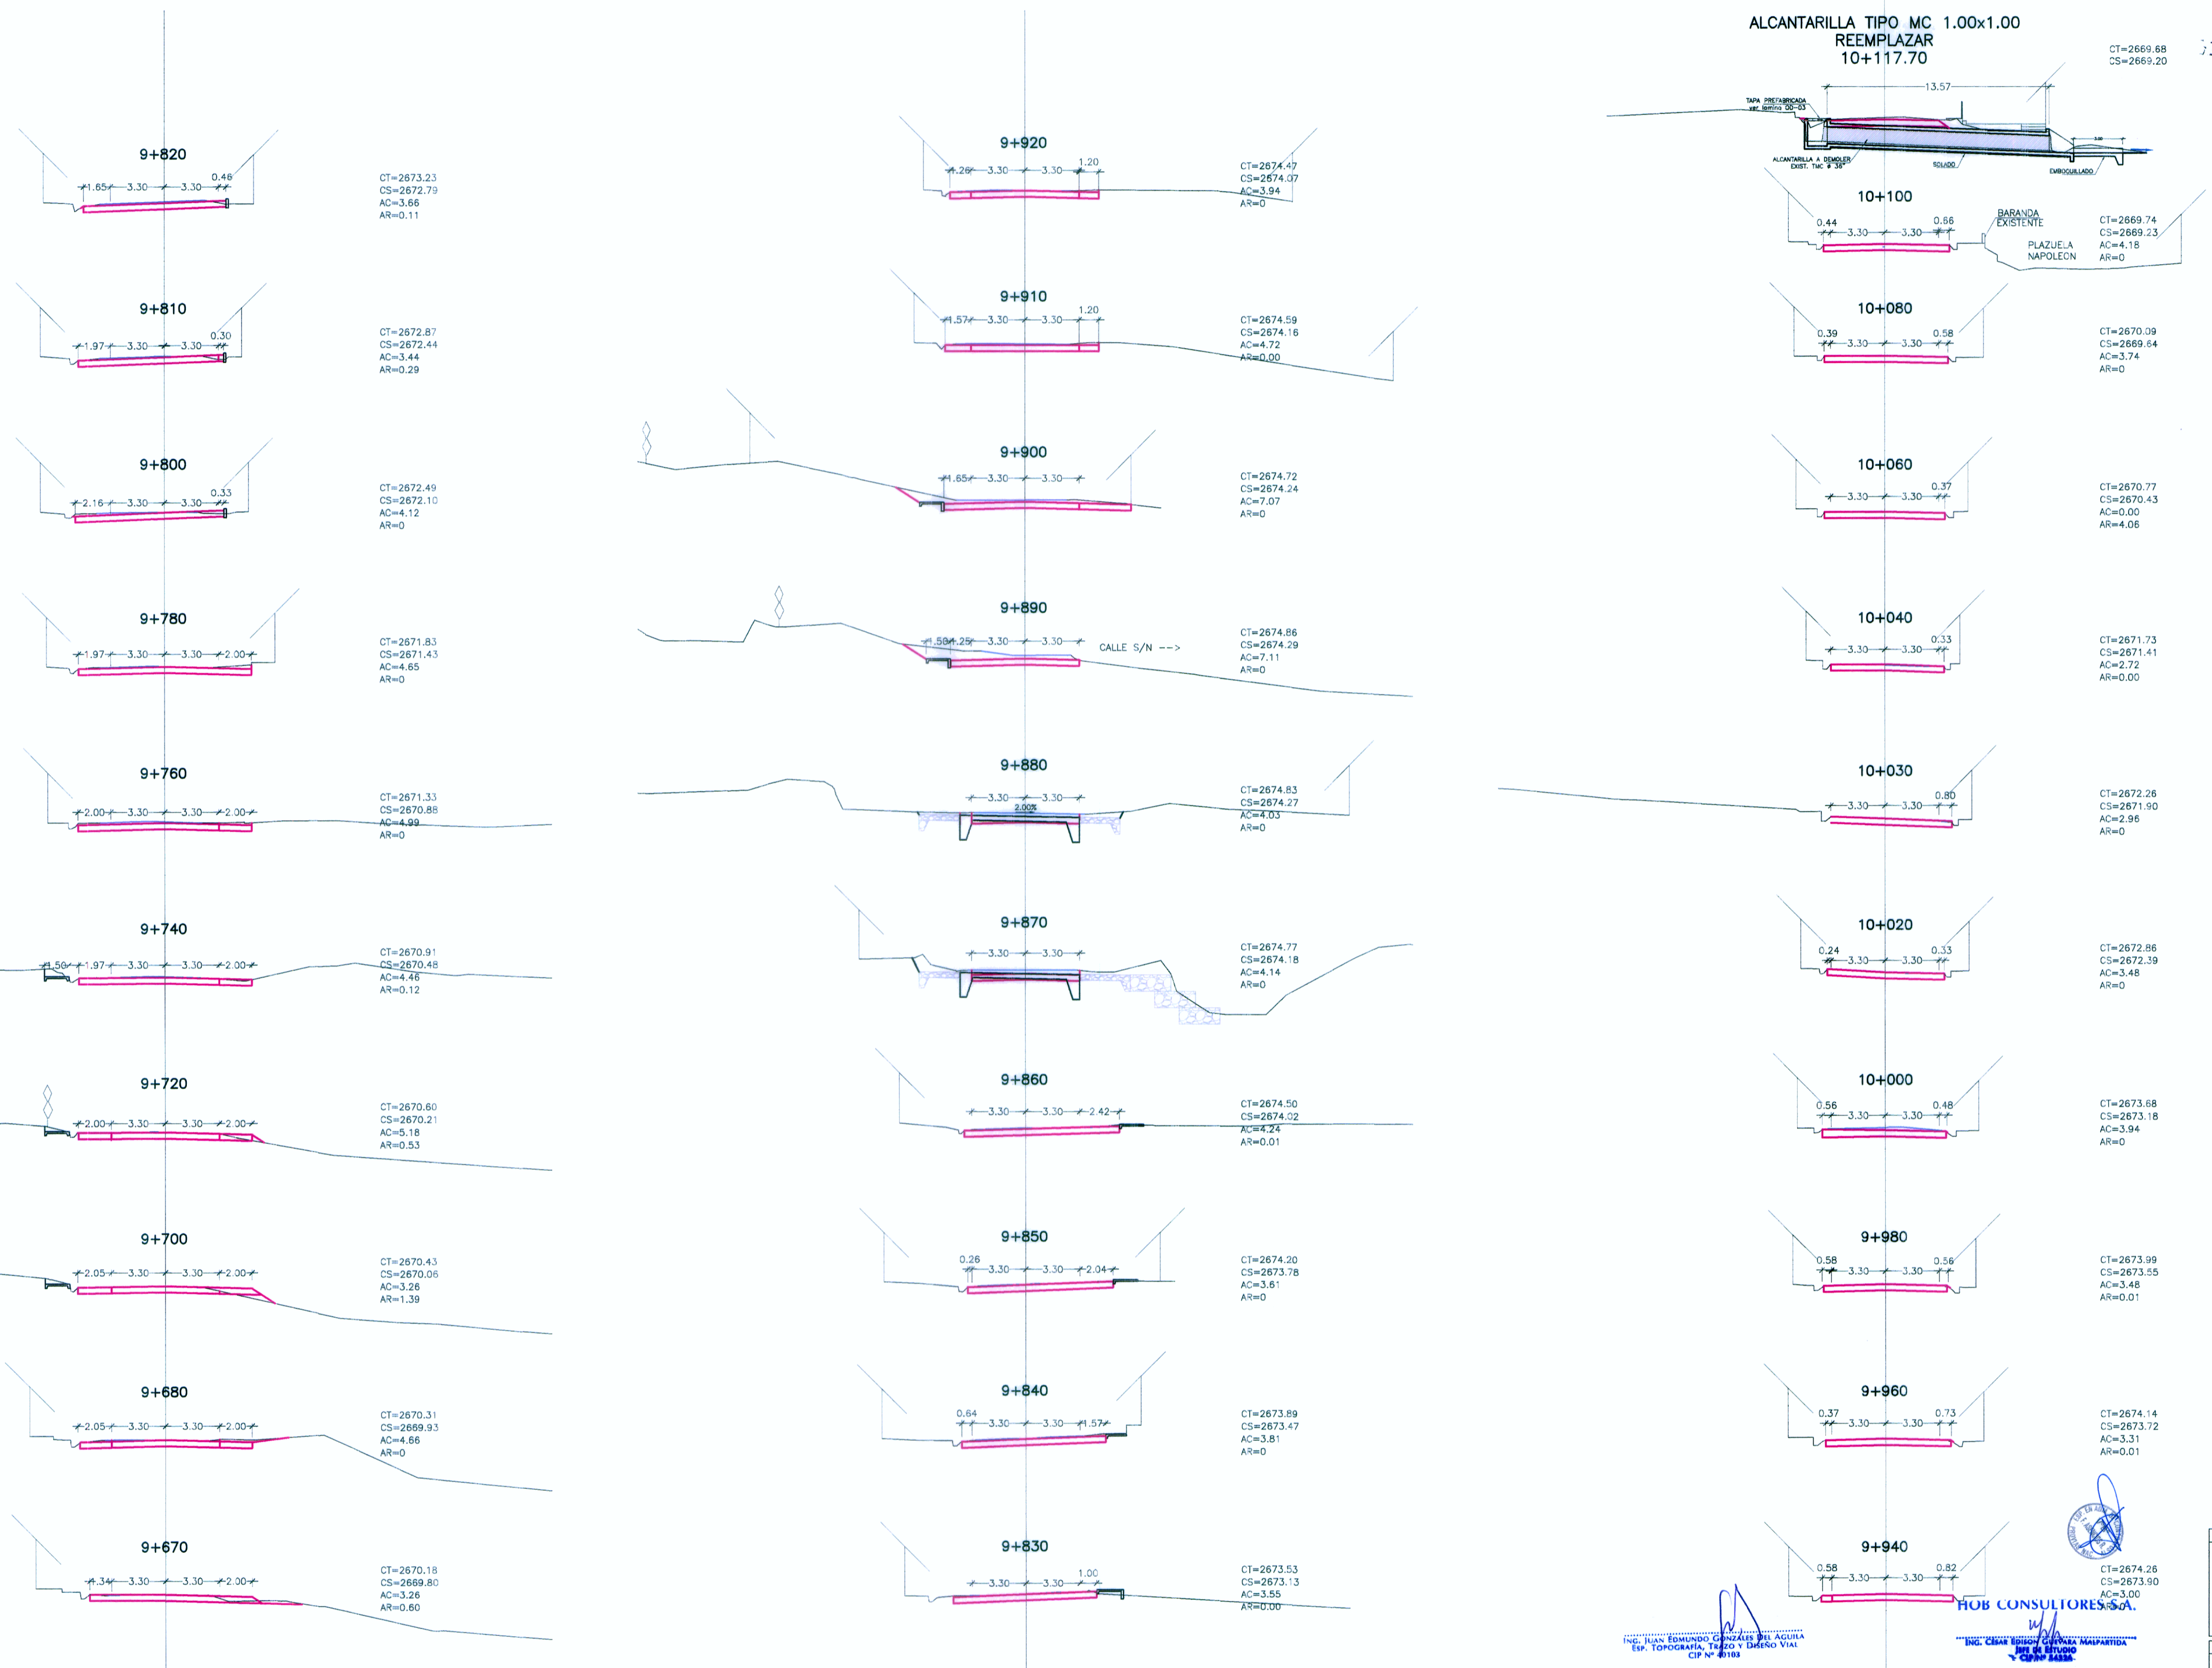 9+820
0.46
1.65 3.30 3.30
CT=2673.23
CS=2672.79
AC=3.66
AR=0.11
9+810
0.30
1.97 3.30 3.30
CT=2672.87
CS=2672.44
AC=3.44
AR=0.29
9+800
0.33
2.16 3.30 3.30
CT=2672.49
CS=2672.10
AC=4.12
AR=0
9+780
1.97 3.30 3.30 2.00
CT=2671.83
CS=2671.43
AC=4.65
AR=0
9+760
2.00 3.30 3.30 2.00
CT=2671.33
CS=2670.88
AC=4.99
AR=0
9+740
1.50 1.97 3.30 3.30 2.00
CT=2670.91
CS=2670.48
AC=4.46
AR=0.12
9+720
2.00 3.30 3.30 2.00
CT=2670.60
CS=2670.21
AC=5.18
AR=0.53
9+700
2.05 3.30 3.30 2.00
CT=2670.43
CS=2670.06
AC=3.26
AR=1.39
9+680
2.05 3.30 3.30 2.00
CT=2670.31
CS=2669.93
AC=4.66
AR=0
9+670
1.34 3.30 3.30 2.00
CT=2670.18
CS=2669.80
AC=3.26
AR=0.60
9+920
1.20
1.26 3.30 3.30
CT=2674.47
CS=2674.07
AC=3.94
AR=0
9+910
1.20
1.57 3.30 3.30
CT=2674.59
CS=2674.16
AC=4.72
AR=0.00
9+900
1.65 3.30 3.30
CT=2674.72
CS=2674.24
AC=7.07
AR=0
9+890
1.50 1.25 3.30 3.30
CALLE S/N -->
CT=2674.86
CS=2674.29
AC=7.11
AR=0
9+880
3.30 3.30
2.00%
CT=2674.83
CS=2674.27
AC=4.03
AR=0
9+870
3.30 3.30
CT=2674.77
CS=2674.18
AC=4.14
AR=0
9+860
3.30 3.30 2.42
CT=2674.50
CS=2674.02
AC=4.24
AR=0.01
9+850
0.26
3.30 3.30 2.04
CT=2674.20
CS=2673.78
AC=3.61
AR=0
9+840
0.64
3.30 3.30 1.57
CT=2673.89
CS=2673.47
AC=3.81
AR=0
9+830
1.00
3.30 3.30
CT=2673.53
CS=2673.13
AC=3.55
AR=0.00
ALCANTARILLA TIPO MC 1.00x1.00
REEMPLAZAR
10+117.70
CT=2669.68
CS=2669.20
13.57
TAPA PREFABRICADA
ver lamina OD-03
ALCANTARILLA A DEMOLER
EXIST. TMC ø 36"
SOLADO
EMBOQUILLADO
10+100
0.44 0.66
3.30 3.30
BARANDA
EXISTENTE
PLAZUELA
NAPOLEON
CT=2669.74
CS=2669.23
AC=4.18
AR=0
10+080
0.39 0.58
3.30 3.30
CT=2670.09
CS=2669.64
AC=3.74
AR=0
10+060
0.37
3.30 3.30
CT=2670.77
CS=2670.43
AC=0.00
AR=4.06
10+040
0.33
3.30 3.30
CT=2671.73
CS=2671.41
AC=2.72
AR=0.00
10+030
0.80
3.30 3.30
CT=2672.26
CS=2671.90
AC=2.96
AR=0
10+020
0.24 0.33
3.30 3.30
CT=2672.86
CS=2672.39
AC=3.48
AR=0
10+000
0.56 0.48
3.30 3.30
CT=2673.68
CS=2673.18
AC=3.94
AR=0
9+980
0.58 0.56
3.30 3.30
CT=2673.99
CS=2673.55
AC=3.48
AR=0.01
9+960
0.37 0.73
3.30 3.30
CT=2674.14
CS=2673.72
AC=3.31
AR=0.01
9+940
0.58 0.82
3.30 3.30
CT=2674.26
CS=2673.90
AC=3.00
HOB CONSULTORES S.A.
ING. JUAN EDMUNDO GONZALES DEL AGUILA
ESP. TOPOGRAFÍA, TRAZO Y DISEÑO VIAL
CIP Nº
ING. CÉSAR EDISON GUEVARA MALPARTIDA
JEFE DE ESTUDIO
CIP Nº